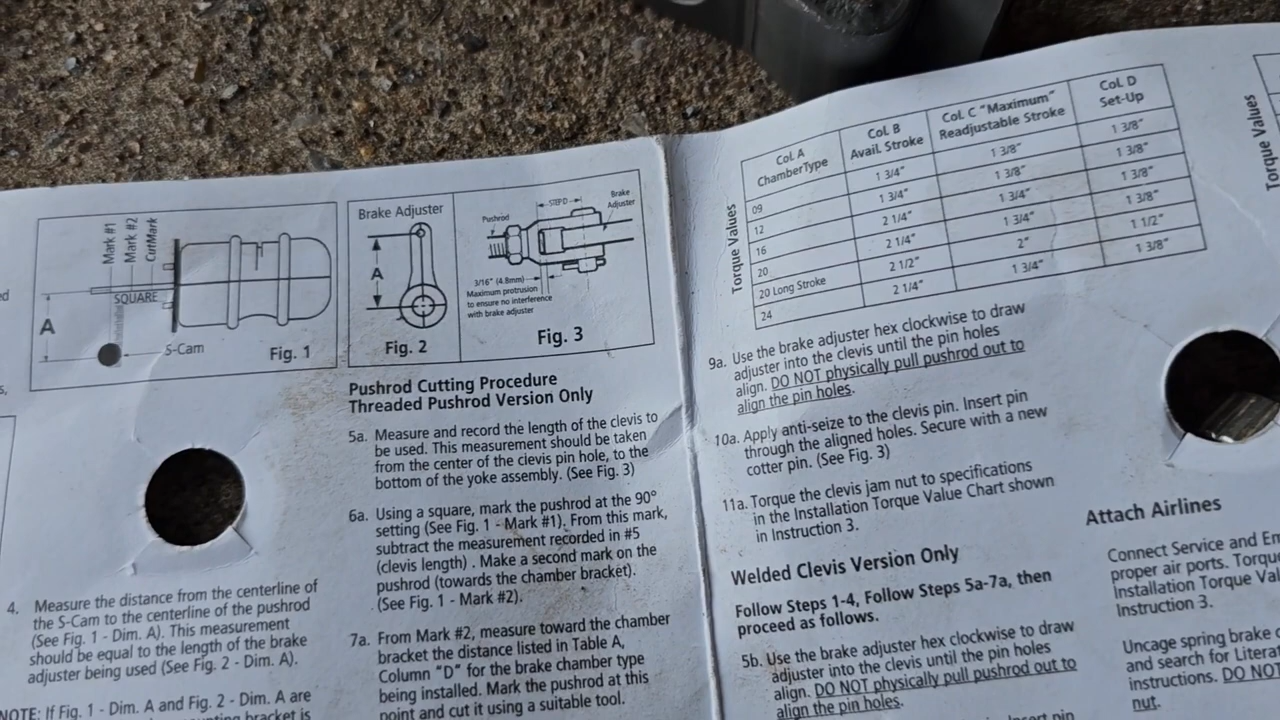 ed
s,
Mark #1
Mark #2
CutMark
SQUARE
A
S-Cam
Fig. 1
Brake Adjuster
A
Fig. 2
Pushrod
STEP D
Brake
Adjuster
3/16" (4.8mm)
Maximum protrusion
to ensure no interference
with brake adjuster
Fig. 3
4. Measure the distance from the centerline of
the S-Cam to the centerline of the pushrod
(See Fig. 1 - Dim. A). This measurement
should be equal to the length of the brake
adjuster being used (See Fig. 2 - Dim. A).
NOTE: If Fig. 1 - Dim. A and Fig. 2 - Dim. A are
bracket is
Pushrod Cutting Procedure
Threaded Pushrod Version Only
5a. Measure and record the length of the clevis to
be used. This measurement should be taken
from the center of the clevis pin hole, to the
bottom of the yoke assembly. (See Fig. 3)
6a. Using a square, mark the pushrod at the 90°
setting (See Fig. 1 - Mark #1). From this mark,
subtract the measurement recorded in #5
(clevis length) . Make a second mark on the
pushrod (towards the chamber bracket).
(See Fig. 1 - Mark #2).
7a. From Mark #2, measure toward the chamber
bracket the distance listed in Table A,
Column "D" for the brake chamber type
being installed. Mark the pushrod at this
point and cut it using a suitable tool.
Torque Values
Col. A
ChamberType
Col. B
Avail. Stroke
Col. C "Maximum"
Readjustable Stroke
Col. D
Set-Up
09 1 3/4" 1 3/8" 1 3/8"
12 1 3/4" 1 3/8" 1 3/8"
16 2 1/4" 1 3/4" 1 3/8"
20 2 1/4" 1 3/4" 1 3/8"
20 Long Stroke 2 1/2" 2" 1 1/2"
24 2 1/4" 1 3/4" 1 3/8"
9a. Use the brake adjuster hex clockwise to draw
adjuster into the clevis until the pin holes
align. DO NOT physically pull pushrod out to
align the pin holes.
10a. Apply anti-seize to the clevis pin. Insert pin
through the aligned holes. Secure with a new
cotter pin. (See Fig. 3)
11a. Torque the clevis jam nut to specifications
in the Installation Torque Value Chart shown
in Instruction 3.
Welded Clevis Version Only
Follow Steps 1-4, Follow Steps 5a-7a, then
proceed as follows.
5b. Use the brake adjuster hex clockwise to draw
adjuster into the clevis until the pin holes
align. DO NOT physically pull pushrod out to
align the pin holes.
Insert pin
Torque Values
Attach Airlines
Connect Service and Em
proper air ports. Torqu
Installation Torque Val
Instruction 3.
Uncage spring brake
and search for Litera
instructions. DO NOT
nut.